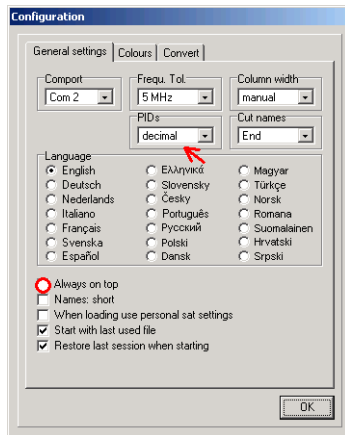 Configuration
General settings Colours Convert
Comport Frequ. Tol. Column width
Com 2 5 MHz manual
PIDs Cut names
decimal End
Language
English Ελληνικά Magyar
Deutsch Slovensky Türkçe
Nederlands Česky Norsk
Italiano Português Romana
Français Русский Suomalainen
Svenska Polski Hrvatski
Español Dansk Srpski
Always on top
Names: short
When loading use personal sat settings
Start with last used file
Restore last session when starting
OK